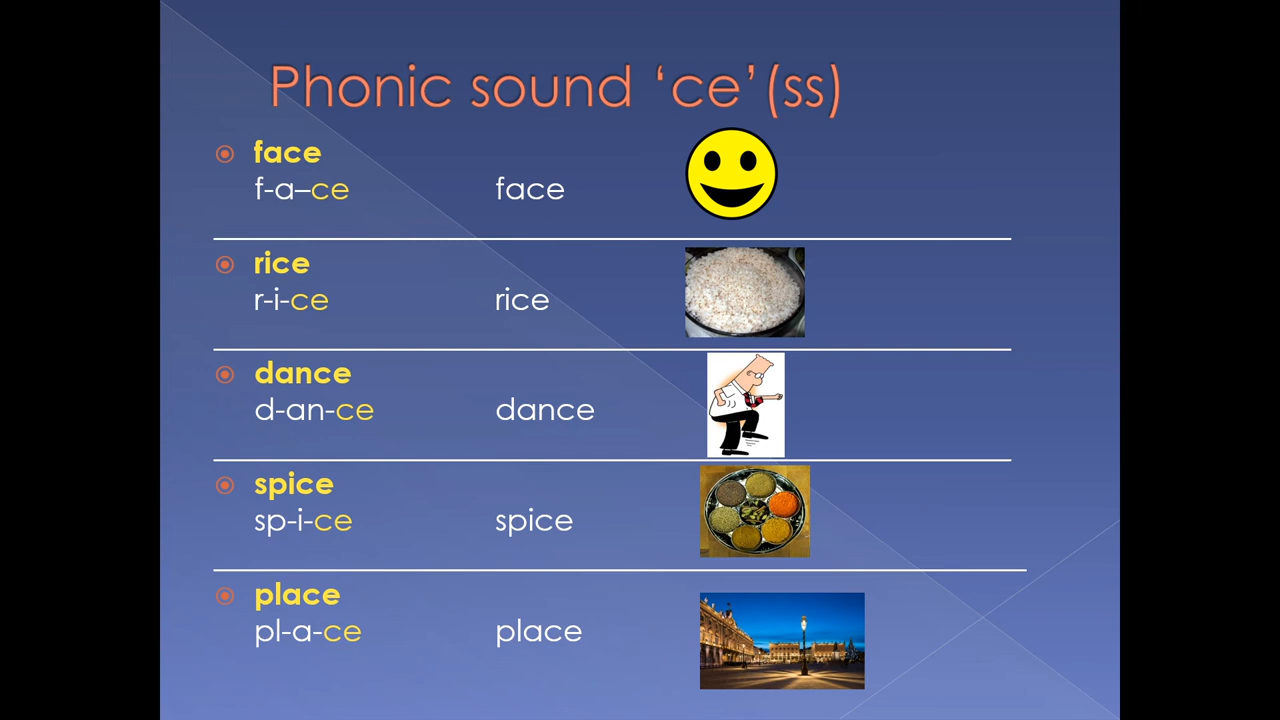 Phonic sound ‘ce’(ss)
face
f-a–ce face
rice
r-i-ce rice
dance
d-an-ce dance
spice
sp-i-ce spice
place
pl-a-ce place